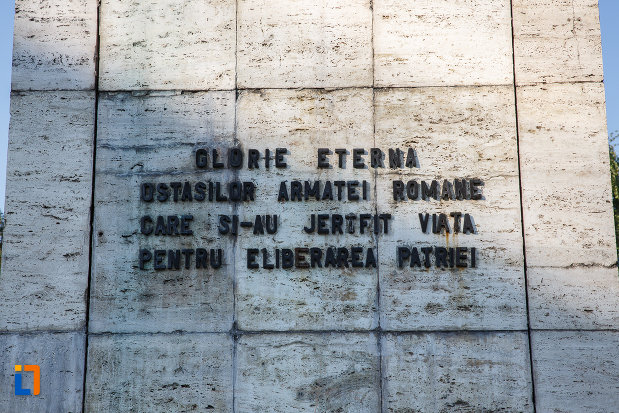 GLORIE ETERNA
OSTASILOR ARMATEI ROMANE
CARE SI-AU JERTFIT VIATA
PENTRU ELIBERAREA PATRIEI